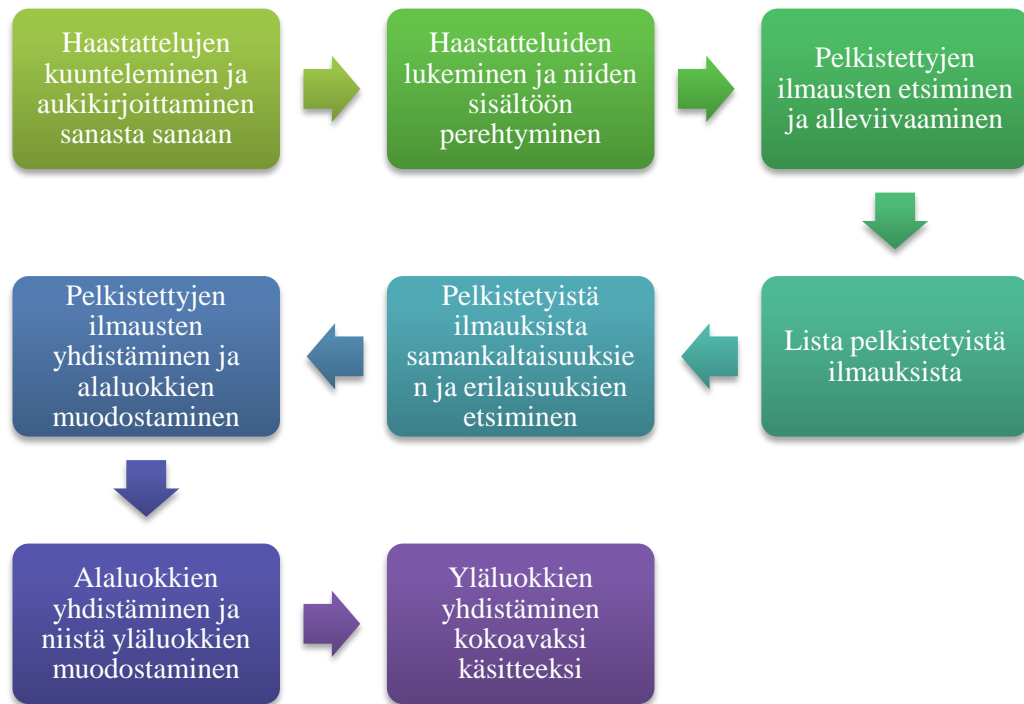 Haastattelujen
kuunteleminen ja
aukikirjoittaminen
sanasta sanaan
Haastatteluiden
lukeminen ja niiden
sisältöön
perehtyminen
Pelkistettyjen
ilmausten etsiminen
ja alleviivaaminen
Lista pelkistetyistä
ilmauksista
Pelkistetyistä
ilmauksista
samankaltaisuuksie
n ja erilaisuuksien
etsiminen
Pelkistettyjen
ilmausten
yhdistäminen ja
alaluokkien
muodostaminen
Alaluokkien
yhdistäminen ja
niistä yläluokkien
muodostaminen
Yläluokkien
yhdistäminen
kokoavaksi
käsitteeksi